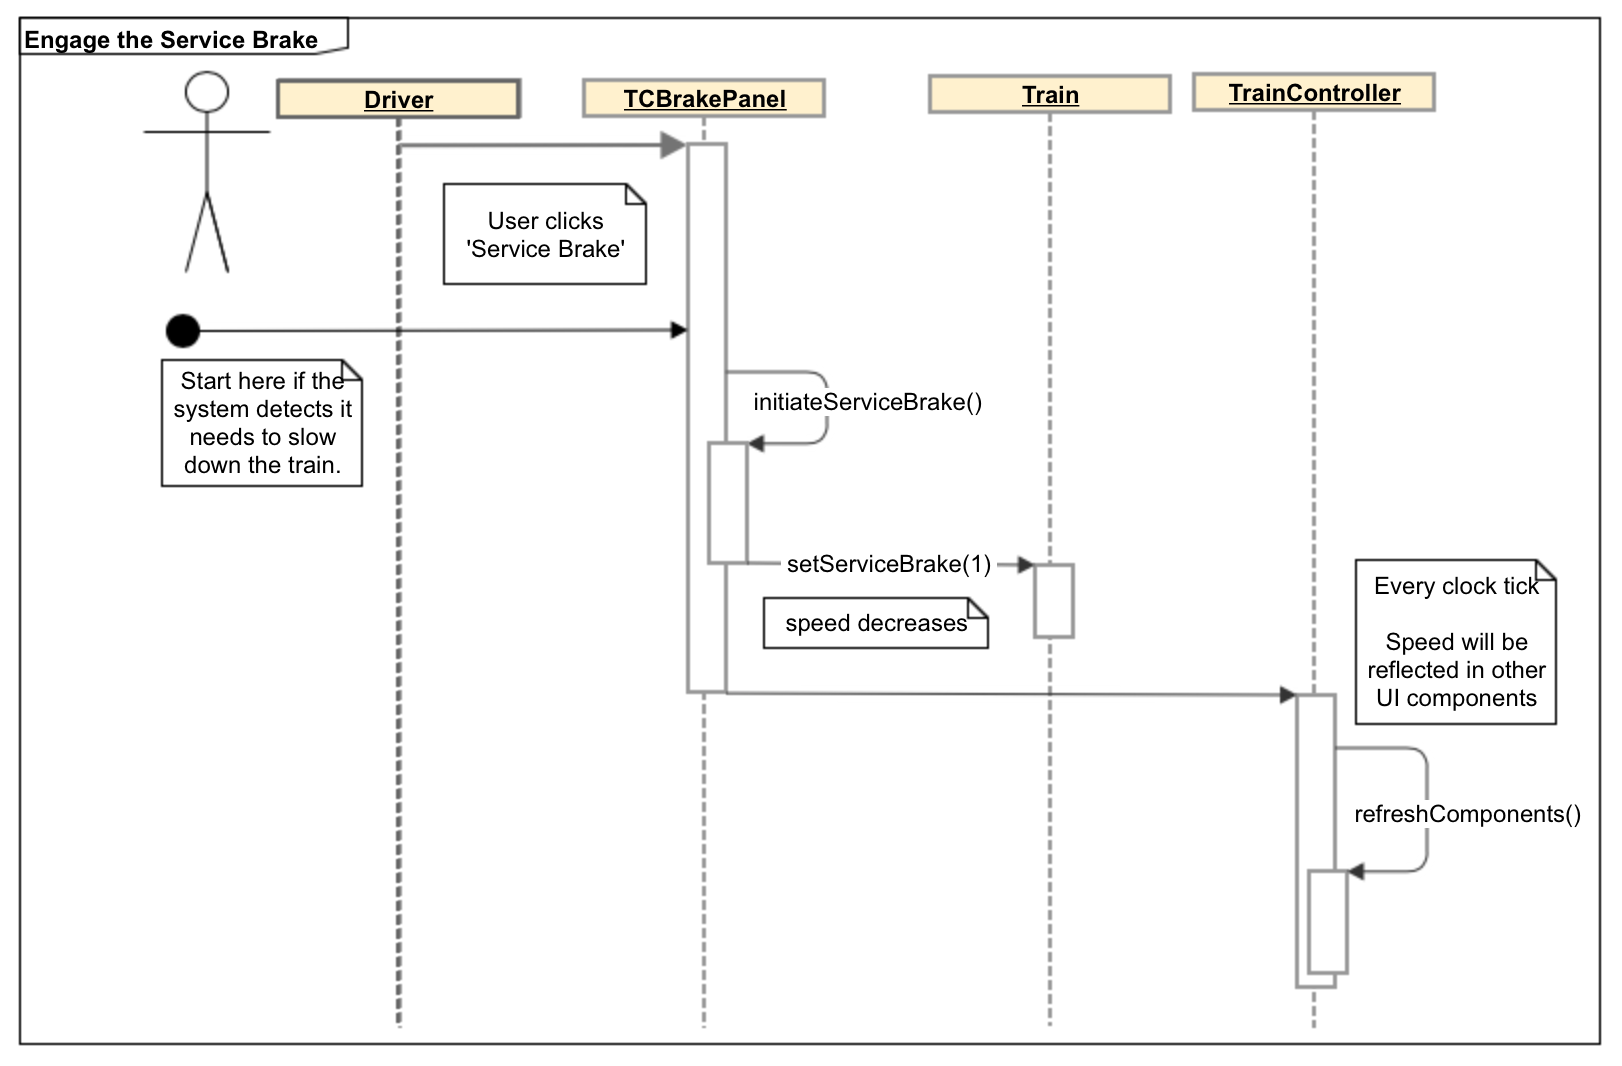 Engage the Service Brake
Driver
TCBrakePanel
Train
TrainController
User clicks
'Service Brake'
Start here if the
system detects it
needs to slow
down the train.
initiateServiceBrake()
setServiceBrake(1)
speed decreases
Every clock tick
Speed will be
reflected in other
UI components
refreshComponents()